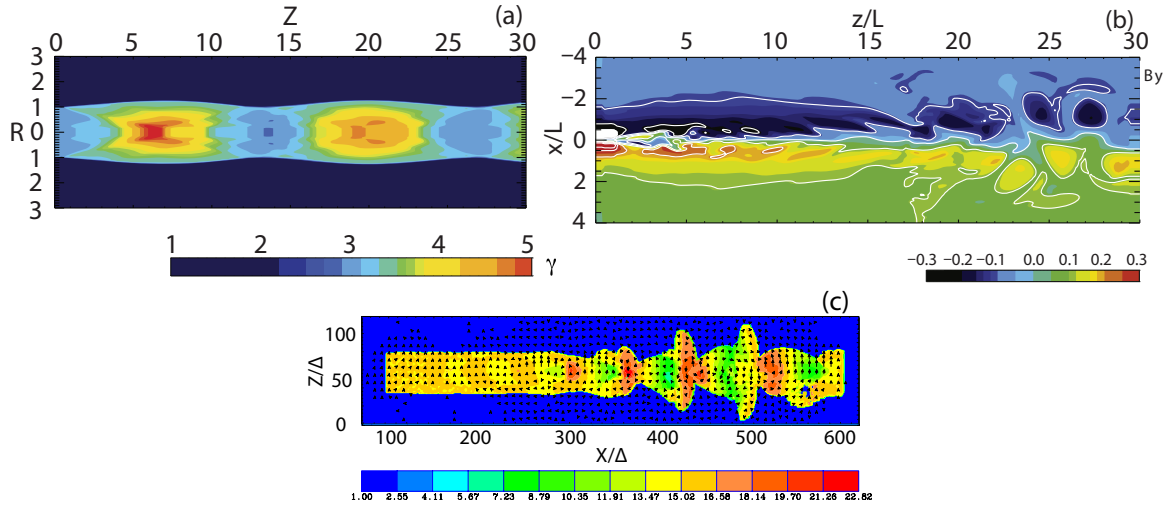 Z
(a)
0 5 10 15 20 25 30
3
2
1
R 0
1
2
3
1 2 3 4 5 γ
z/L
(b)
0 5 10 15 20 25 30
By
−4
−2
0
2
4
x/L
−0.3 −0.2 −0.1 0.0 0.1 0.2 0.3
(c)
100
50
0
Z/Δ
100 200 300 400 500 600
X/Δ
1.00 2.55 4.11 5.67 7.23 8.79 10.35 11.91 13.47 15.02 16.58 18.14 19.70 21.26 22.82